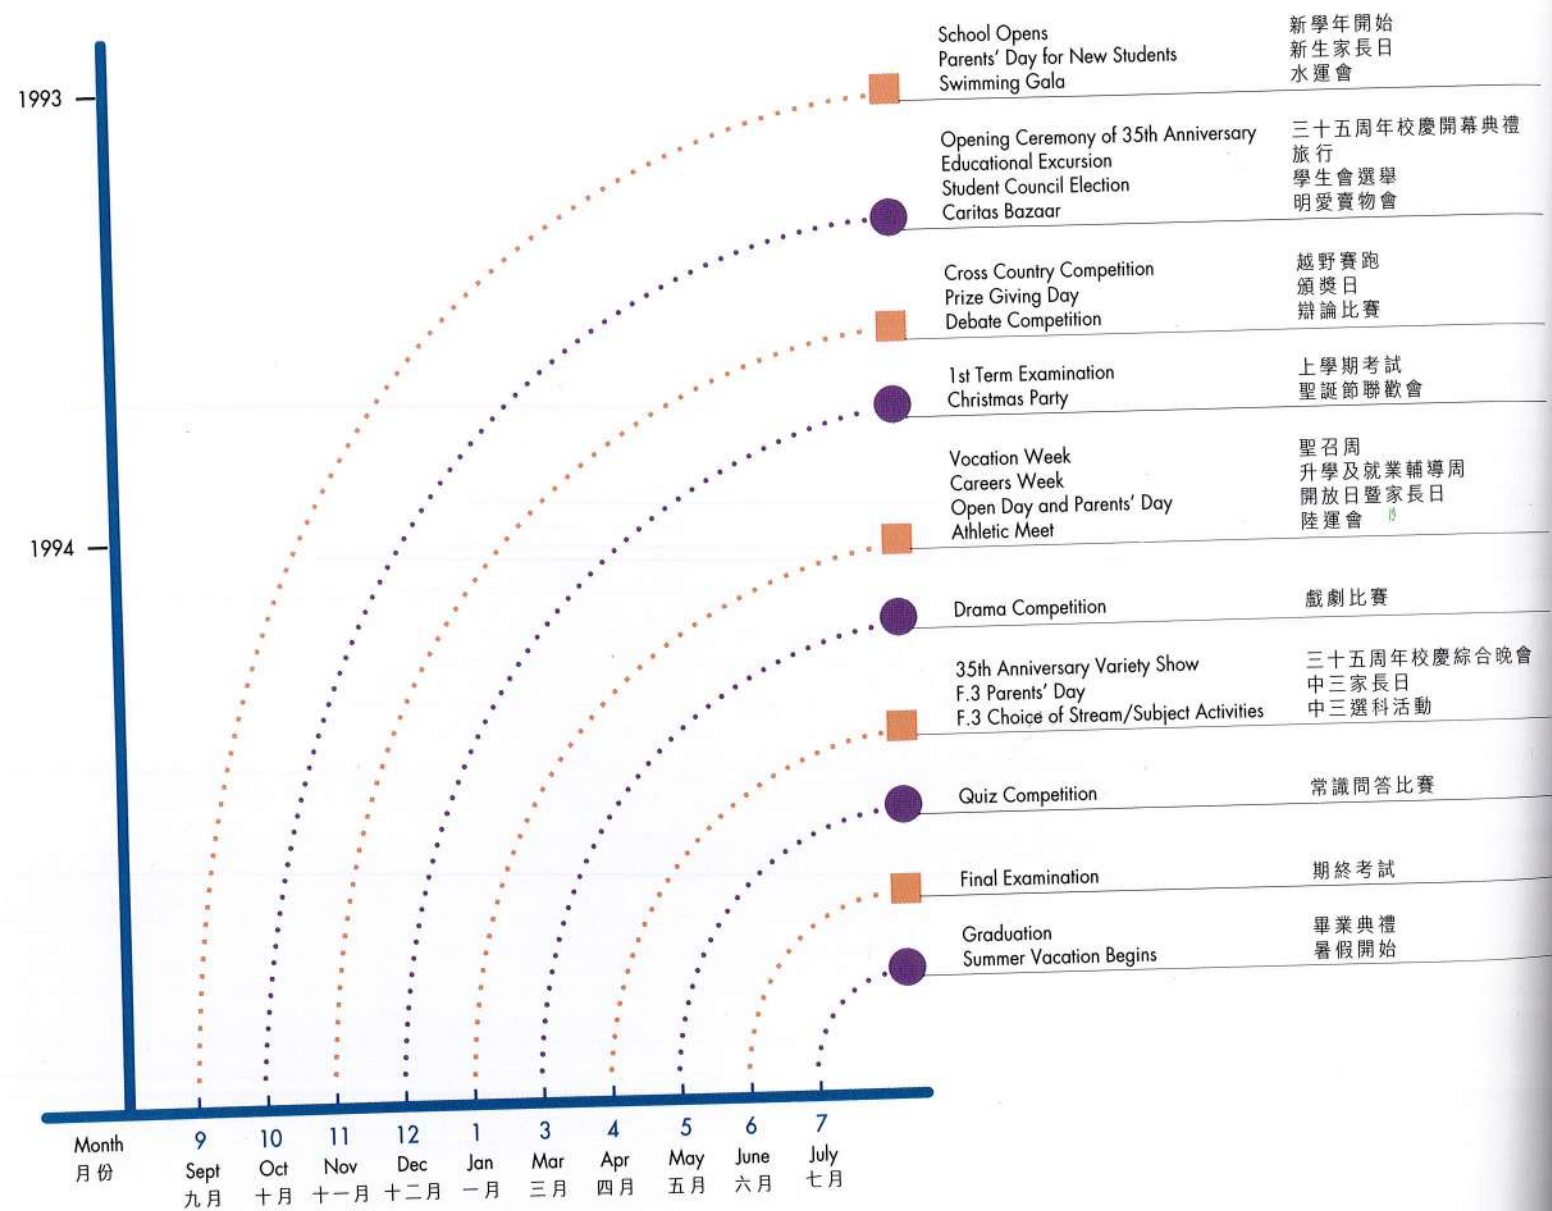 1993
School Opens 新學年開始
Parents' Day for New Students 新生家長日
Swimming Gala 水運會
Opening Ceremony of 35th Anniversary 三十五周年校慶開幕典禮
Educational Excursion 旅行
Student Council Election 學生會選舉
Caritas Bazaar 明愛賣物會
Cross Country Competition 越野賽跑
Prize Giving Day 頒獎日
Debate Competition 辯論比賽
1st Term Examination 上學期考試
Christmas Party 聖誕節聯歡會
1994
Vocation Week 聖召周
Careers Week 升學及就業輔導周
Open Day and Parents' Day 開放日暨家長日
Athletic Meet 陸運會
Drama Competition 戲劇比賽
35th Anniversary Variety Show 三十五周年校慶綜合晚會
F.3 Parents' Day 中三家長日
F.3 Choice of Stream/Subject Activities 中三選科活動
Quiz Competition 常識問答比賽
Final Examination 期終考試
Graduation 畢業典禮
Summer Vacation Begins 暑假開始
9 10 11 12 1 3 4 5 6 7
Month Sept Oct Nov Dec Jan Mar Apr May June July
月份 九月 十月 十一月 十二月 一月 三月 四月 五月 六月 七月